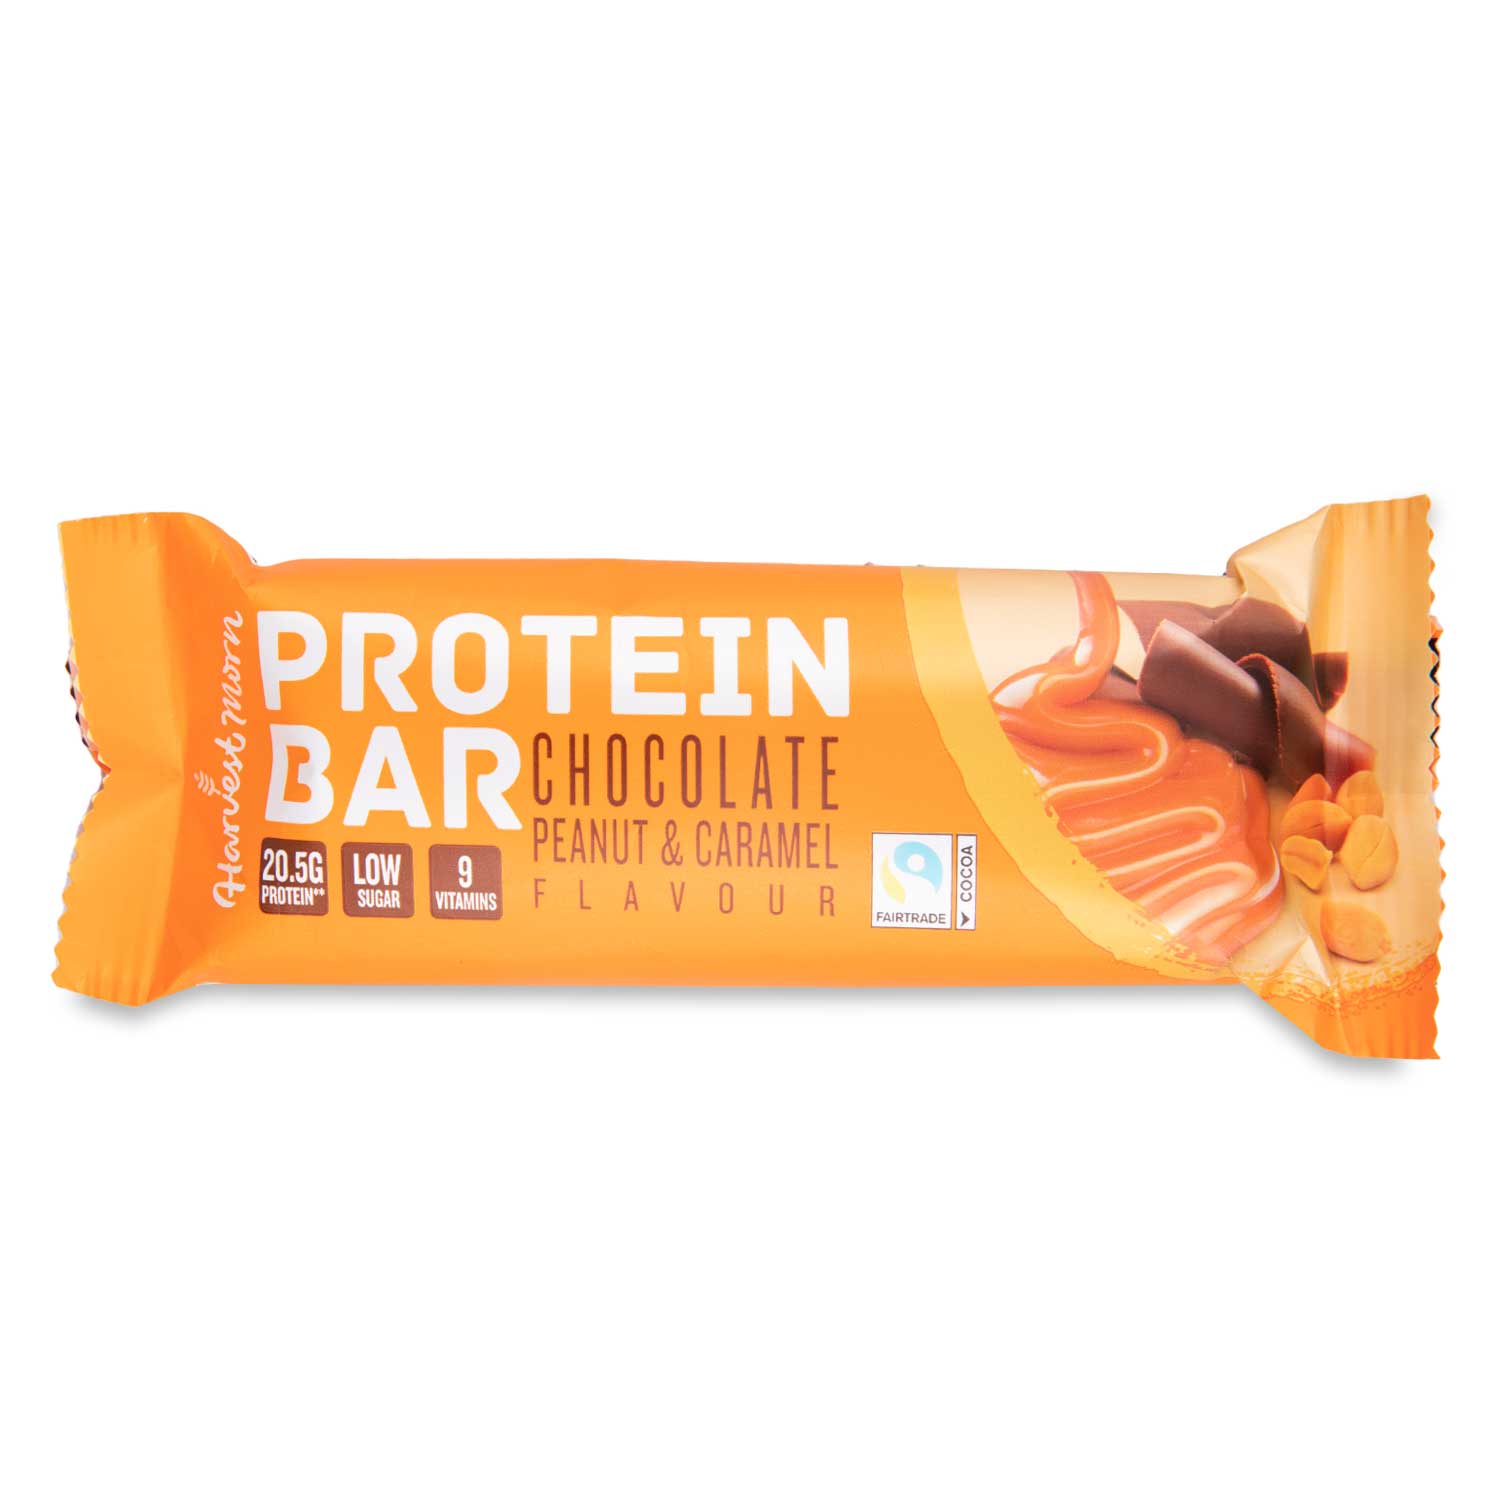 Harvest Morn
PROTEIN
BAR
CHOCOLATE
PEANUT & CARAMEL
FLAVOUR
20.5G
PROTEIN**
LOW
SUGAR
9
VITAMINS
FAIRTRADE
COCOA